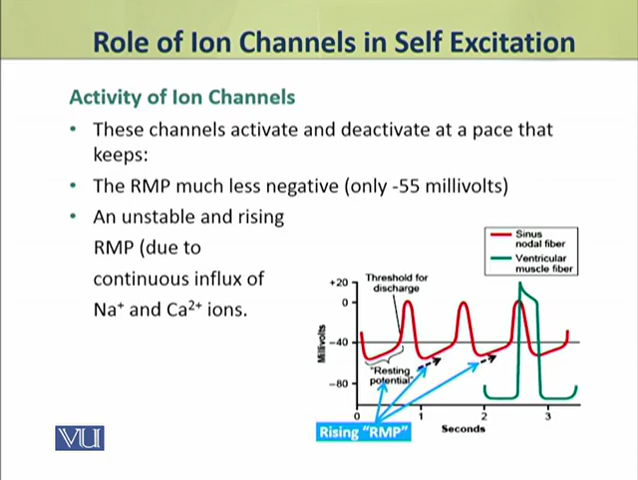 Role of Ion Channels in Self Excitation
Activity of Ion Channels
• These channels activate and deactivate at a pace that
keeps:
• The RMP much less negative (only -55 millivolts)
• An unstable and rising
RMP (due to
continuous influx of
Na⁺ and Ca²⁺ ions.
Sinus
nodal fiber
Ventricular
muscle fiber
Threshold for
discharge
+20
0
−40
−80
Millivolts
"Resting
potential"
0 1 2 3
Seconds
Rising "RMP"
VU